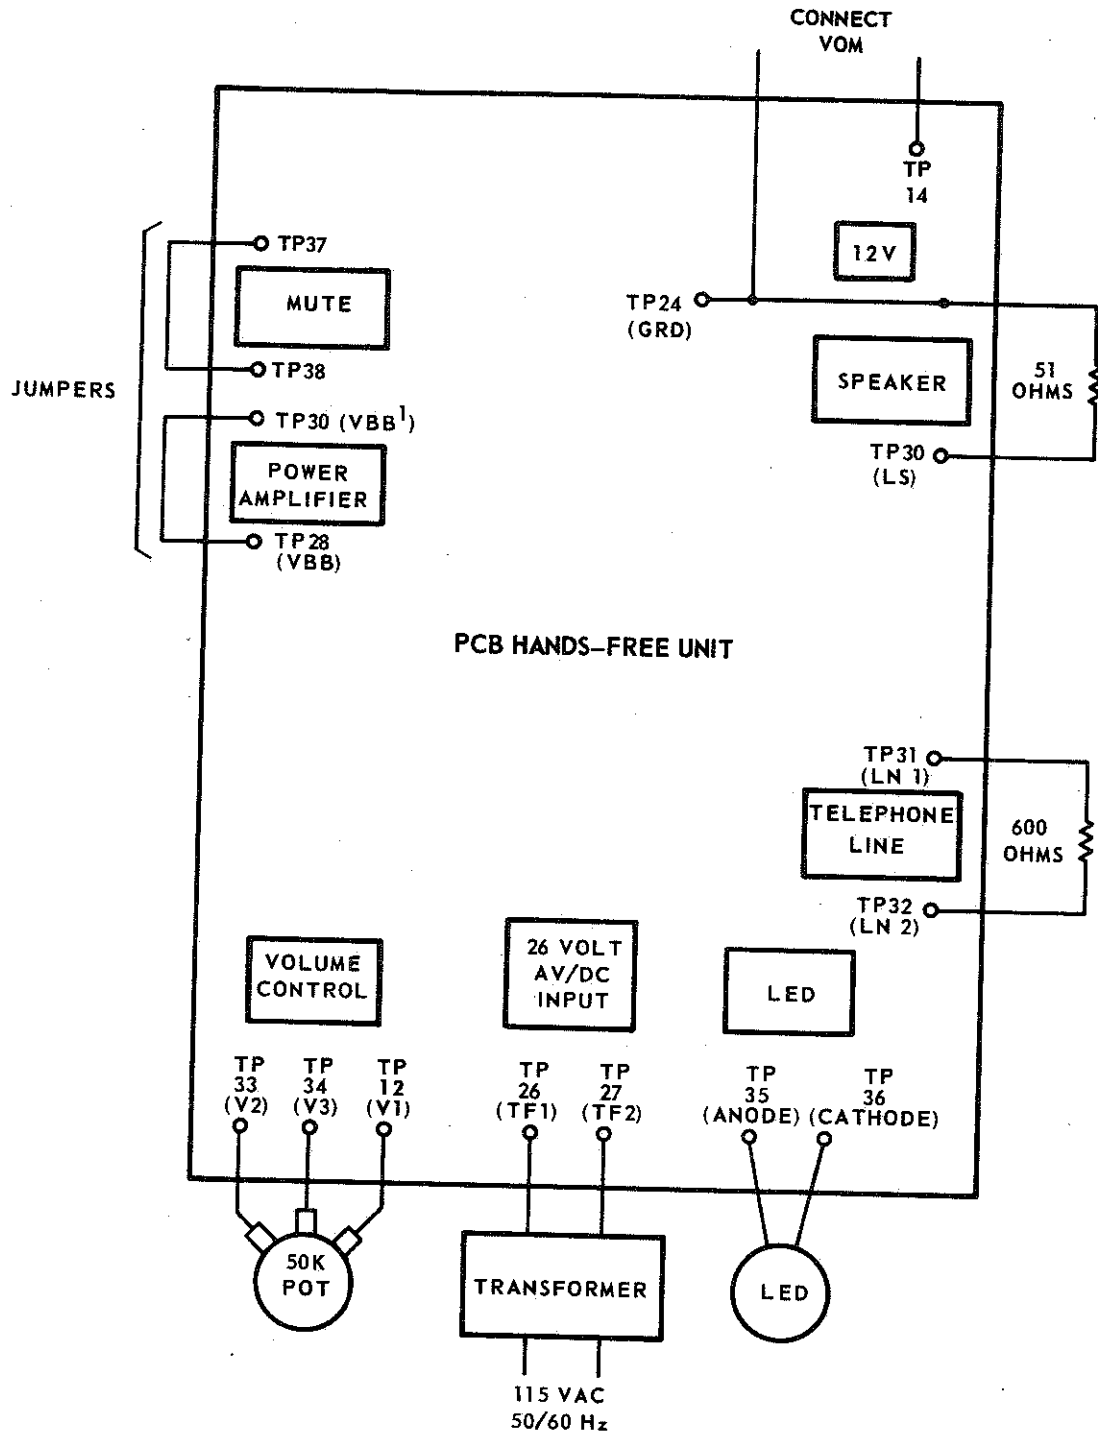 CONNECT
VOM
TP
14
12V
TP24
(GRD)
SPEAKER
51
OHMS
TP30
(LS)
TP37
MUTE
TP38
JUMPERS
TP30 (VBB¹)
POWER
AMPLIFIER
TP28
(VBB)
PCB HANDS–FREE UNIT
TP31
(LN 1)
TELEPHONE
LINE
600
OHMS
TP32
(LN 2)
VOLUME
CONTROL
26 VOLT
AV/DC
INPUT
LED
TP
33
(V2)
TP
34
(V3)
TP
12
(V1)
TP
26
(TF1)
TP
27
(TF2)
TP
35
(ANODE)
TP
36
(CATHODE)
50K
POT
TRANSFORMER
LED
115 VAC
50/60 Hz